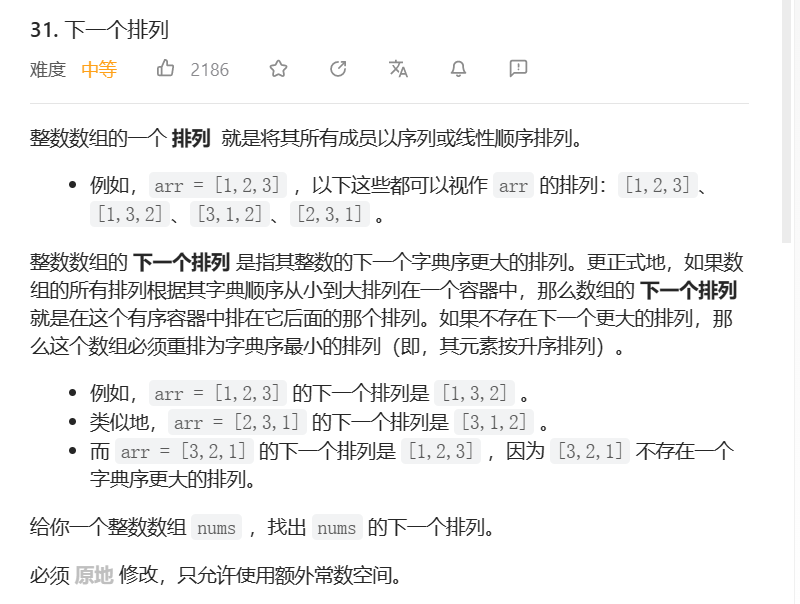 31. 下一个排列
难度 中等 2186
整数数组的一个 排列 就是将其所有成员以序列或线性顺序排列。
例如，arr = [1,2,3] ，以下这些都可以视作 arr 的排列：[1,2,3]、
[1,3,2]、[3,1,2]、[2,3,1] 。
整数数组的 下一个排列 是指其整数的下一个字典序更大的排列。更正式地，如果数
组的所有排列根据其字典顺序从小到大排列在一个容器中，那么数组的 下一个排列
就是在这个有序容器中排在它后面的那个排列。如果不存在下一个更大的排列，那
么这个数组必须重排为字典序最小的排列（即，其元素按升序排列）。
例如，arr = [1,2,3] 的下一个排列是 [1,3,2] 。
类似地，arr = [2,3,1] 的下一个排列是 [3,1,2] 。
而 arr = [3,2,1] 的下一个排列是 [1,2,3] ，因为 [3,2,1] 不存在一个
字典序更大的排列。
给你一个整数数组 nums ，找出 nums 的下一个排列。
必须 原地 修改，只允许使用额外常数空间。